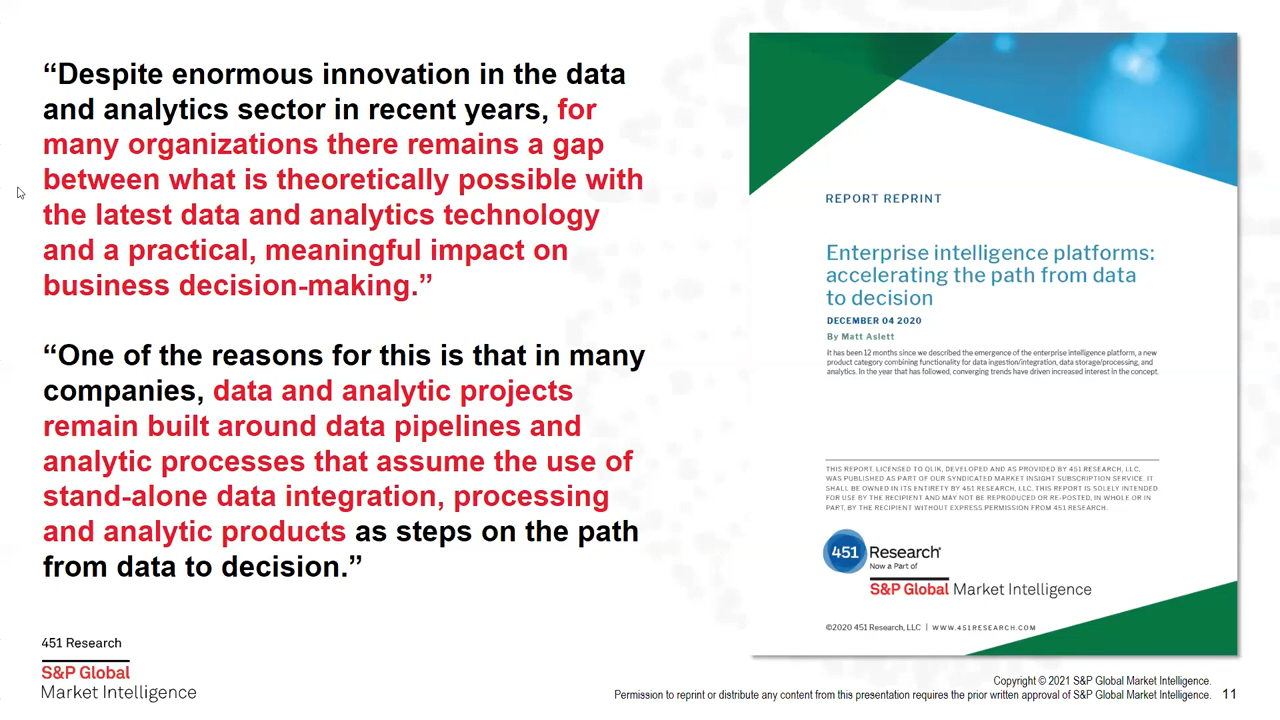 “Despite enormous innovation in the data
and analytics sector in recent years, for
many organizations there remains a gap
between what is theoretically possible with
the latest data and analytics technology
and a practical, meaningful impact on
business decision-making.”
“One of the reasons for this is that in many
companies, data and analytic projects
remain built around data pipelines and
analytic processes that assume the use of
stand-alone data integration, processing
and analytic products as steps on the path
from data to decision.”
451 Research
S&P Global
Market Intelligence
REPORT REPRINT
Enterprise intelligence platforms:
accelerating the path from data
to decision
DECEMBER 04 2020
By Matt Aslett
It has been 12 months since we described the emergence of the enterprise intelligence platform, a new
product category combining functionality for data ingestion/integration, data storage/processing, and
analytics. In the year that has followed, converging trends have driven increased interest in the concept.
THIS REPORT, LICENSED TO QLIK, DEVELOPED AND AS PROVIDED BY 451 RESEARCH, LLC,
WAS PUBLISHED AS PART OF OUR SYNDICATED MARKET INSIGHT SUBSCRIPTION SERVICE. IT
SHALL BE OWNED IN ITS ENTIRETY BY 451 RESEARCH, LLC. THIS REPORT IS SOLELY INTENDED
FOR USE BY THE RECIPIENT AND MAY NOT BE REPRODUCED OR RE-POSTED, IN WHOLE OR IN
PART, BY THE RECIPIENT WITHOUT EXPRESS PERMISSION FROM 451 RESEARCH.
451 Research
Now a Part of
S&P Global Market Intelligence
©2020 451 Research, LLC | WWW.451RESEARCH.COM
Copyright © 2021 S&P Global Market Intelligence.
Permission to reprint or distribute any content from this presentation requires the prior written approval of S&P Global Market Intelligence. 11